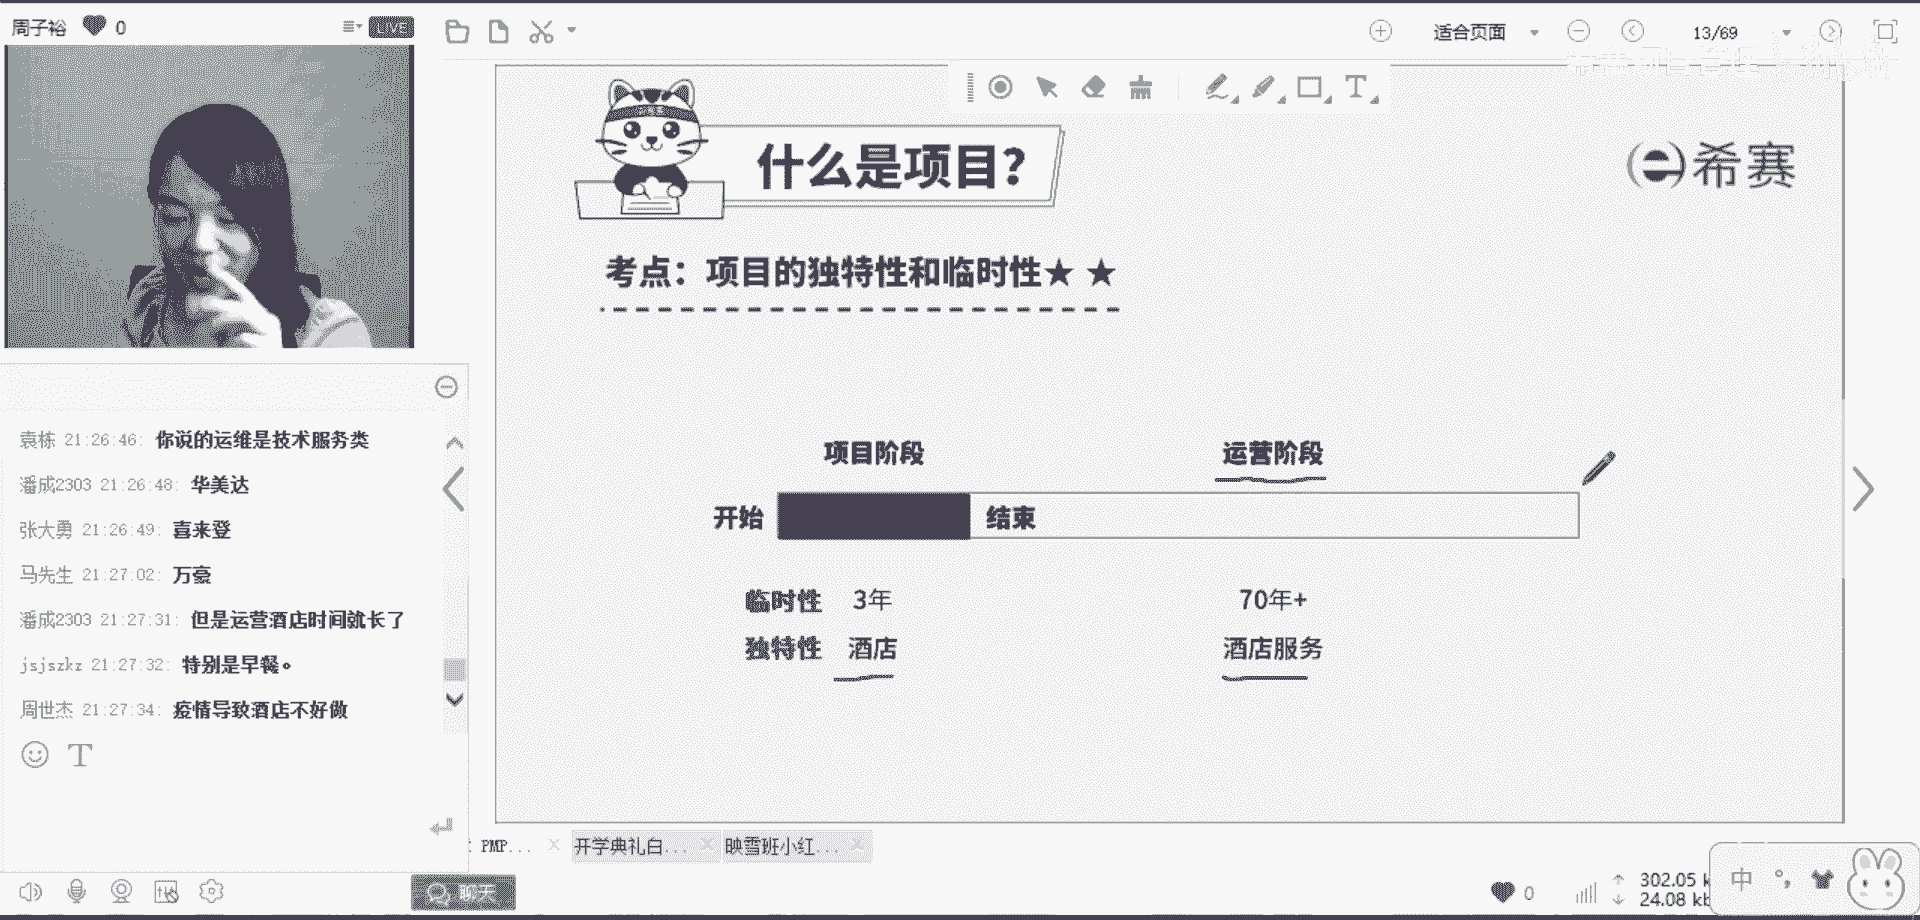 周子裕 0 LIVE
适合页面 13/69
什么是项目?
希赛
考点：项目的独特性和临时性★ ★
项目阶段 运营阶段
开始 结束
临时性 3年 70年+
独特性 酒店 酒店服务
袁栋 21:26:46: 你说的运维是技术服务类
潘成2303 21:26:48: 华美达
张大勇 21:26:49: 喜来登
马先生 21:27:02: 万豪
潘成2303 21:27:31: 但是运营酒店时间就长了
jsjszkz 21:27:32: 特别是早餐。
周世杰 21:27:34: 疫情导致酒店不好做
T
PMP... 开学典礼白... 映雪班小红...
聊天
0 302.05 k
24.08 kb
中